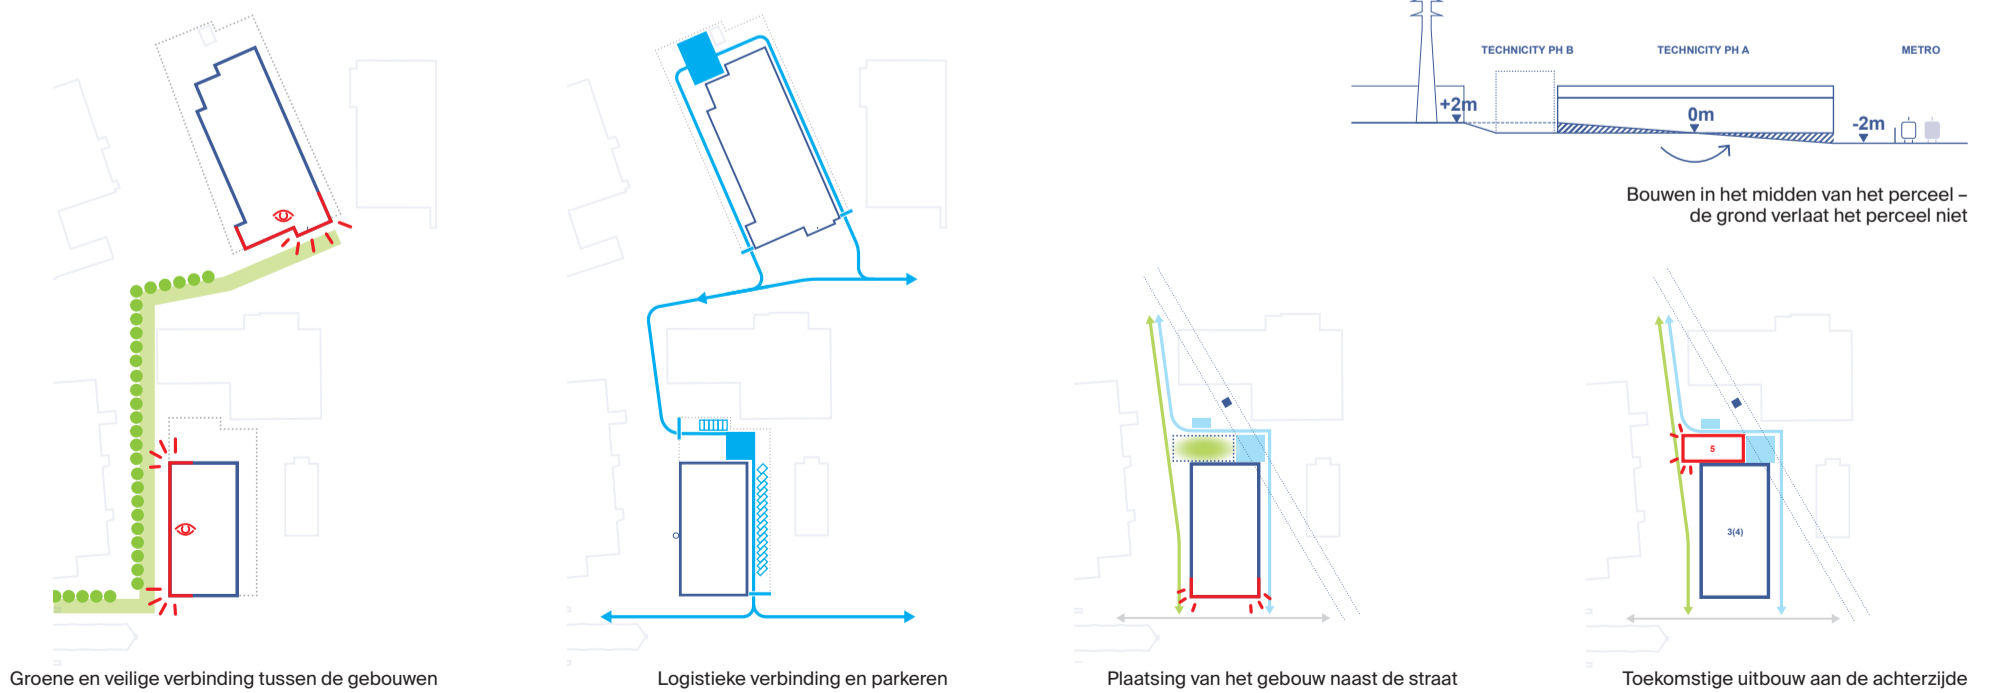 TECHNICITY PH B
TECHNICITY PH A
METRO
+2m
0m
-2m
Bouwen in het midden van het perceel –
de grond verlaat het perceel niet
5
3(4)
Groene en veilige verbinding tussen de gebouwen
Logistieke verbinding en parkeren
Plaatsing van het gebouw naast de straat
Toekomstige uitbouw aan de achterzijde